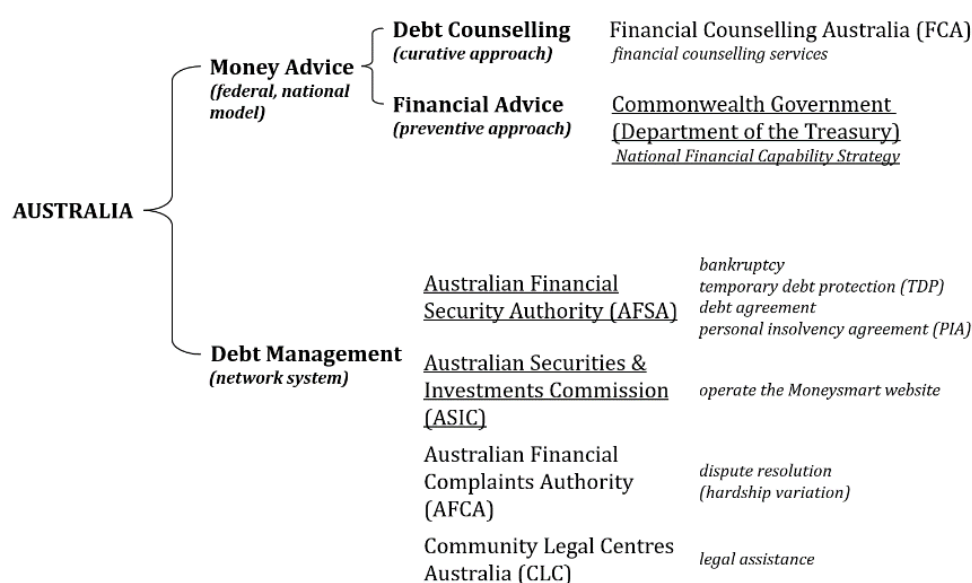 AUSTRALIA
Money Advice
(federal, national
model)
Debt Counselling
(curative approach)
Financial Counselling Australia (FCA)
financial counselling services
Financial Advice
(preventive approach)
Commonwealth Government
(Department of the Treasury)
National Financial Capability Strategy
Debt Management
(network system)
Australian Financial
Security Authority (AFSA)
bankruptcy
temporary debt protection (TDP)
debt agreement
personal insolvency agreement (PIA)
Australian Securities &
Investments Commission
(ASIC)
operate the Moneysmart website
Australian Financial
Complaints Authority
(AFCA)
dispute resolution
(hardship variation)
Community Legal Centres
Australia (CLC)
legal assistance